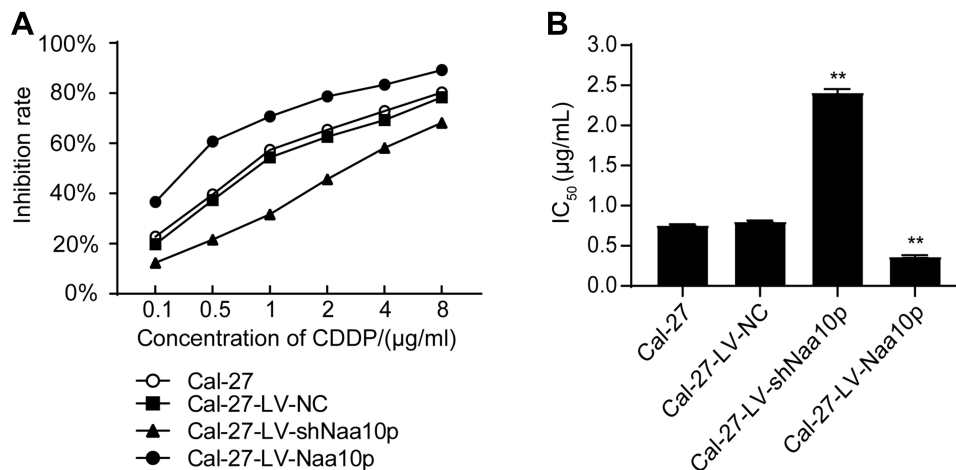 A
100%
80%
60%
40%
20%
0%
Inhibition rate
0.1 0.5 1 2 4 8
Concentration of CDDP/(μg/ml)
Cal-27
Cal-27-LV-NC
Cal-27-LV-shNaa10p
Cal-27-LV-Naa10p
B
3.0
2.5
2.0
1.5
1.0
0.5
0.0
IC50 (μg/mL)
**
**
Cal-27
Cal-27-LV-NC
Cal-27-LV-shNaa10p
Cal-27-LV-Naa10p